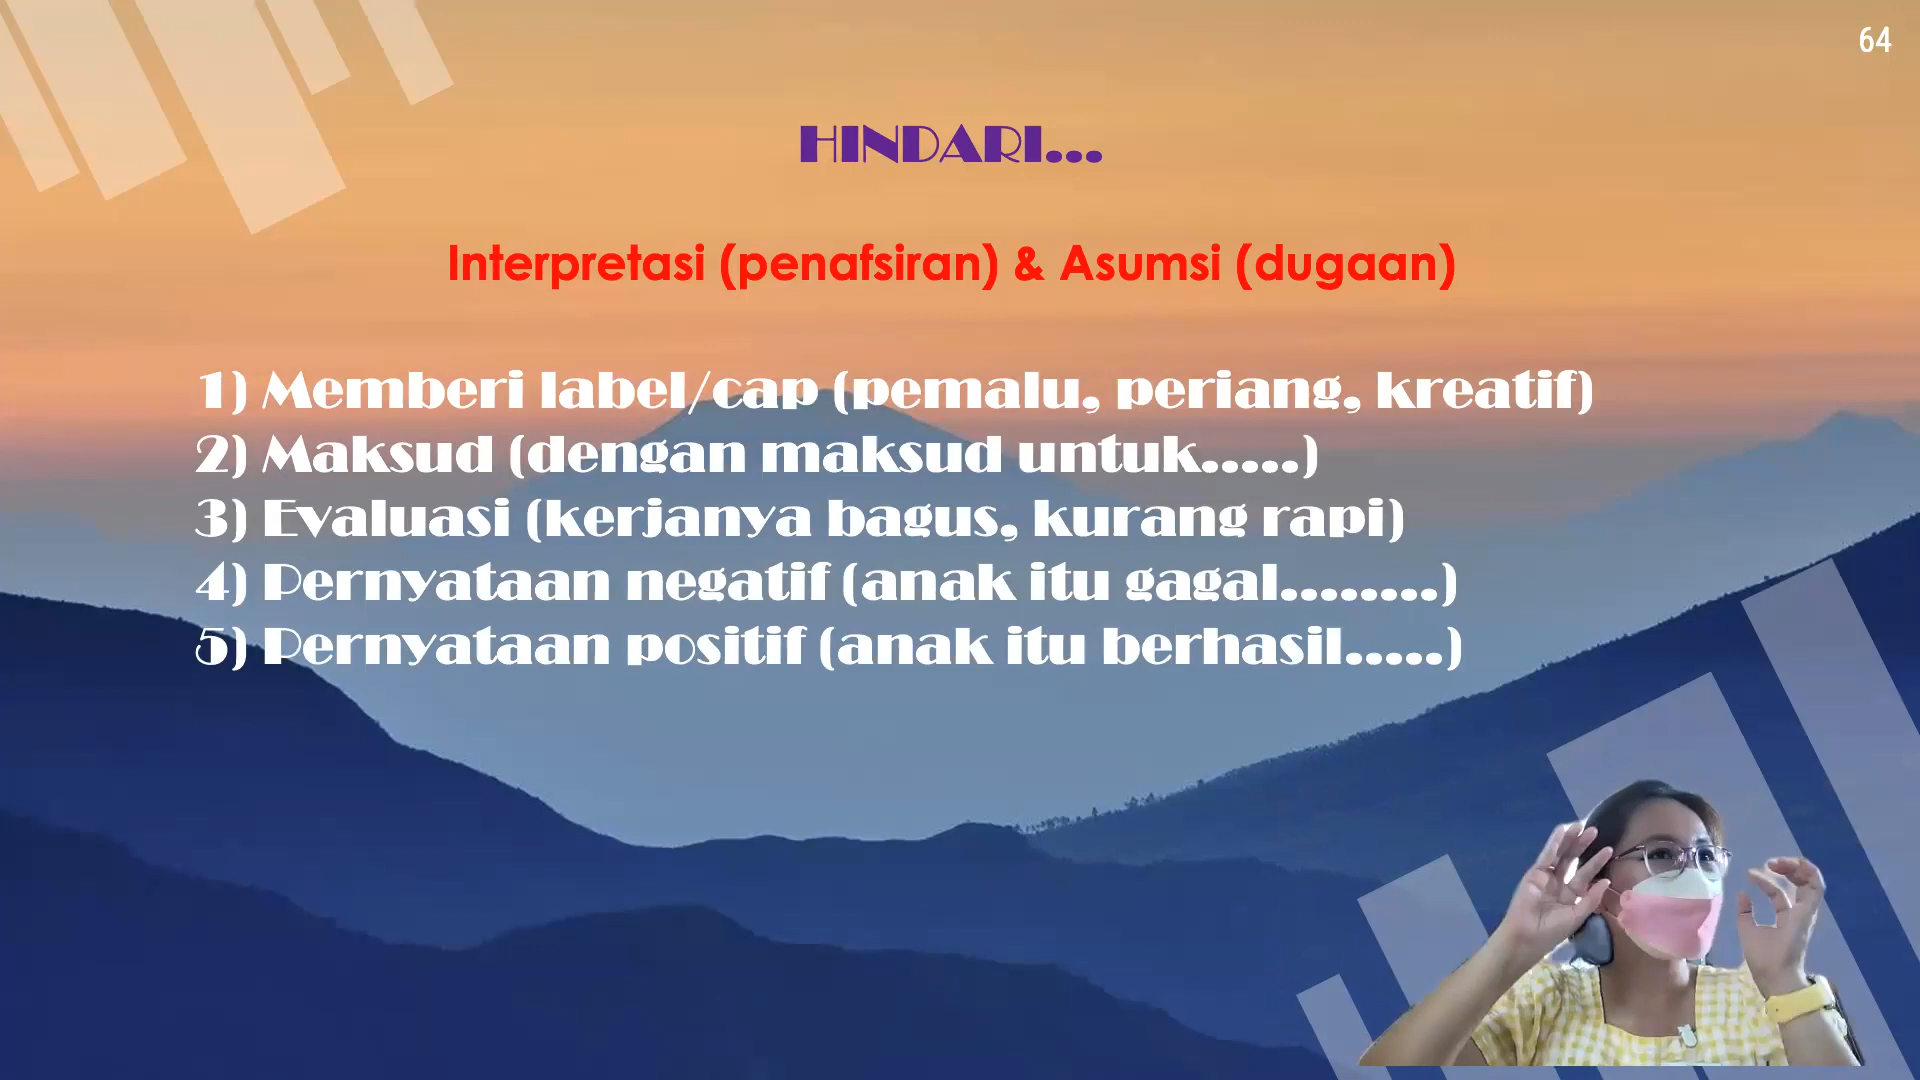 64
HINDARI...
Interpretasi (penafsiran) & Asumsi (dugaan)
1) Memberi label/cap (pemalu, periang, kreatif)
2) Maksud (dengan maksud untuk.....)
3) Evaluasi (kerjanya bagus, kurang rapi)
4) Pernyataan negatif (anak itu gagal........)
5) Pernyataan positif (anak itu berhasil.....)